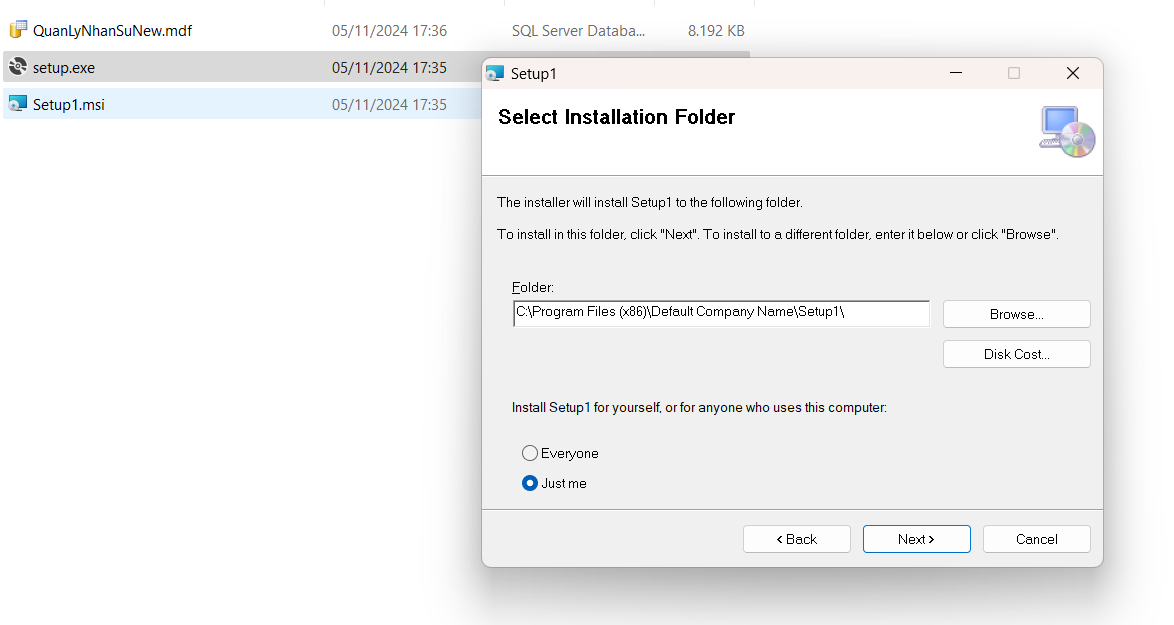 QuanLyNhanSuNew.mdf 05/11/2024 17:36 SQL Server Databa... 8.192 KB
setup.exe 05/11/2024 17:35
Setup1.msi 05/11/2024 17:35
Setup1
Select Installation Folder
The installer will install Setup1 to the following folder.
To install in this folder, click "Next". To install to a different folder, enter it below or click "Browse".
Folder:
C:\Program Files (x86)\Default Company Name\Setup1\
Browse...
Disk Cost...
Install Setup1 for yourself, or for anyone who uses this computer:
Everyone
Just me
< Back Next > Cancel